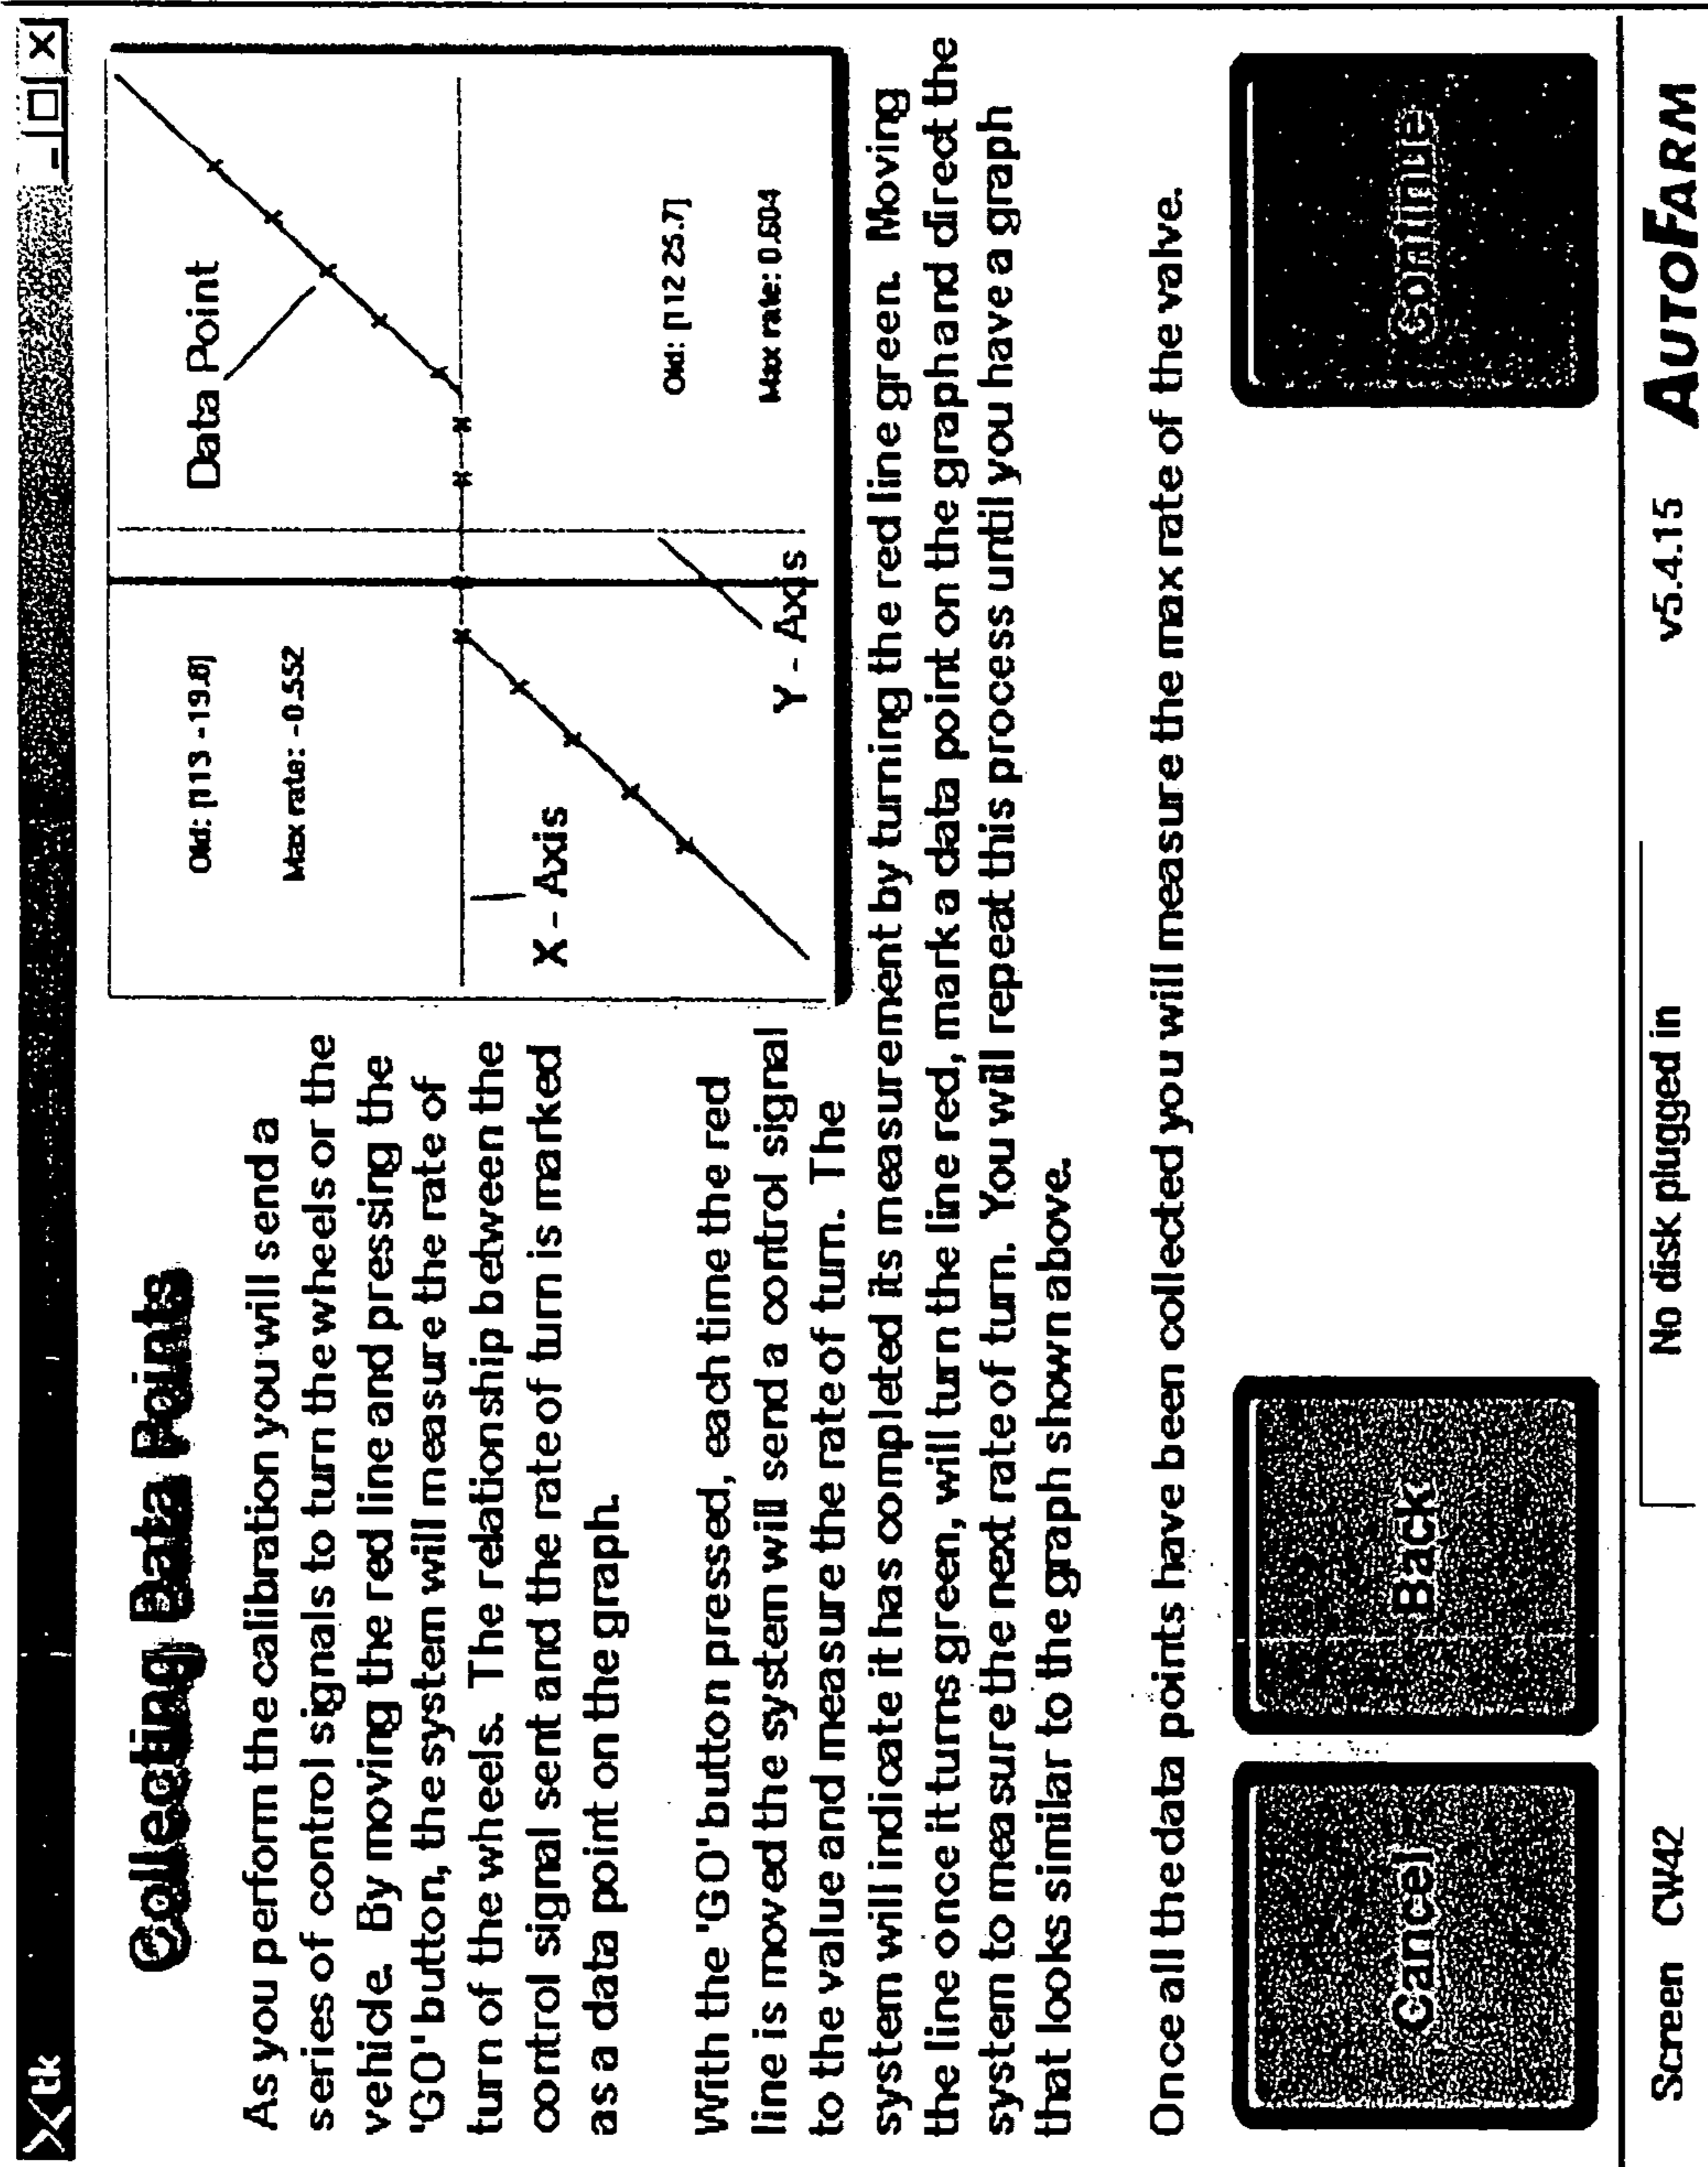 tk
Collecting Data Points
As you perform the calibration you will send a
series of control signals to turn the wheels or the
vehicle. By moving the red line and pressing the
'GO' button, the system will measure the rate of
turn of the wheels. The relationship between the
control signal sent and the rate of turn is marked
as a data point on the graph.
Old: [113 -19.8]
Max rate: -0.552
Data Point
X - Axis
Y - Axis
Old: [112 25.7]
Max rate: 0.604
With the 'GO' button pressed, each time the red
line is moved the system will send a control signal
to the value and measure the rate of turn. The
system will indicate it has completed its measurement by turning the red line green. Moving
the line once it turns green, will turn the line red, mark a data point on the graph and direct the
system to measure the next rate of turn. You will repeat this process until you have a graph
that looks similar to the graph shown above.
Once all the data points have been collected you will measure the max rate of the valve.
Cancel
Back
Continue
Screen CW42
No disk plugged in
v5.4.15
AUTOFARM